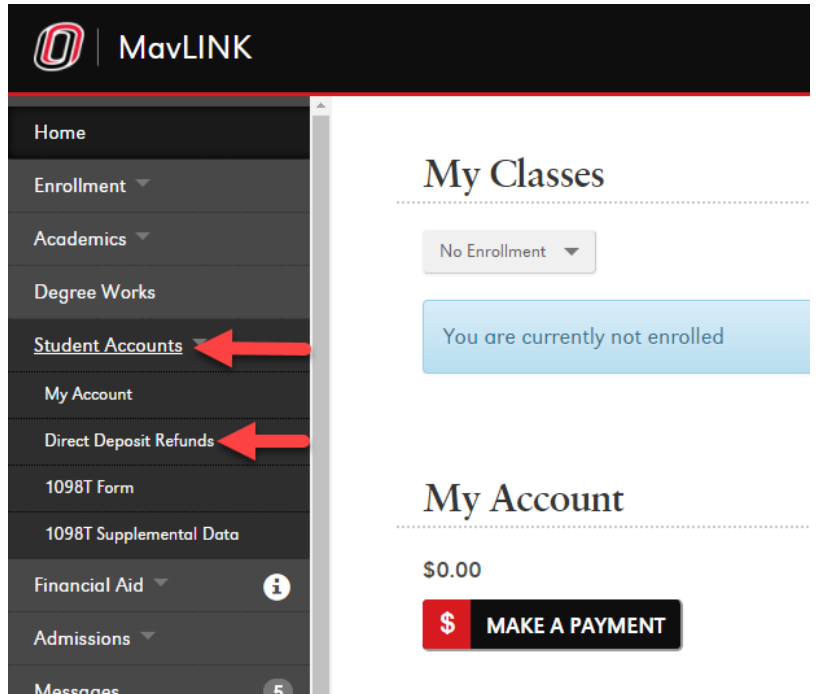 MavLINK
Home
Enrollment
Academics
Degree Works
Student Accounts
My Account
Direct Deposit Refunds
1098T Form
1098T Supplemental Data
Financial Aid
Admissions
Messages 5
My Classes
No Enrollment
You are currently not enrolled
My Account
$0.00
$ MAKE A PAYMENT